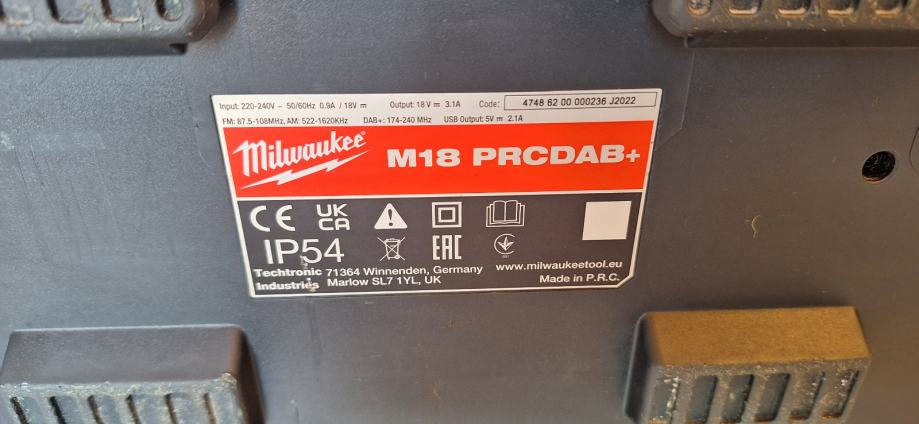 Input: 220-240V ~ 50/60Hz 0.9A / 18V ⎓ Output: 18 V ⎓ 3.1A Code: 4748 62 00 000236 J2022
FM: 87.5-108MHz, AM: 522-1620KHz DAB+: 174-240 MHz USB Output: 5V ⎓ 2.1A
Milwaukee® M18 PRCDAB+
CE UK CA
IP54 EAC
Techtronic 71364 Winnenden, Germany www.milwaukeetool.eu
Industries Marlow SL7 1YL, UK Made in P.R.C.